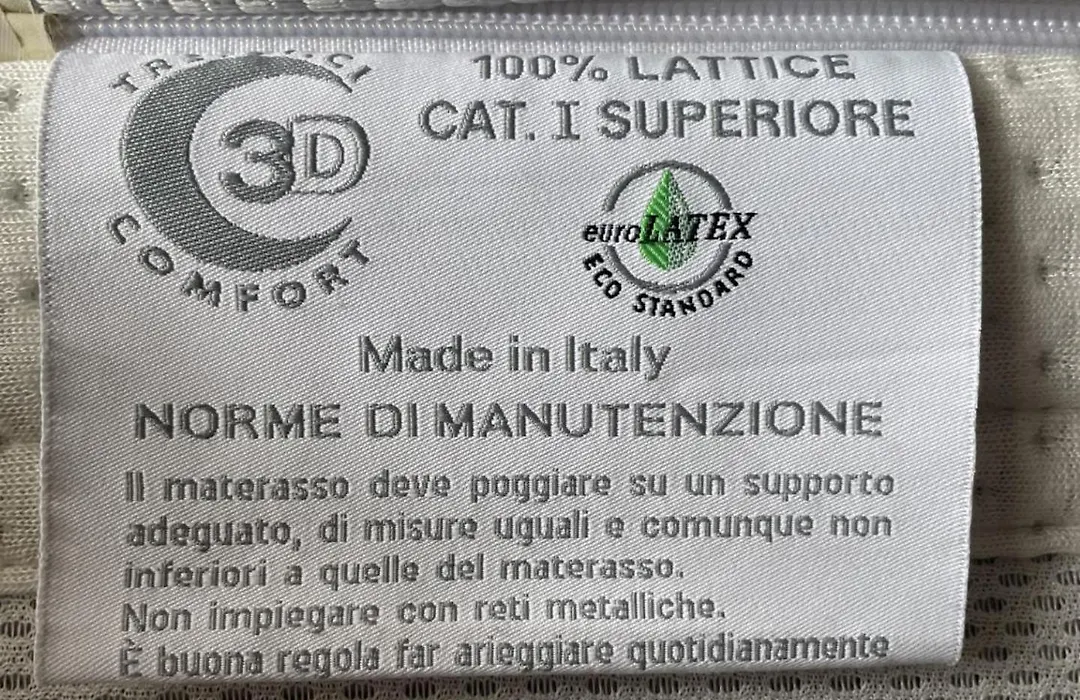 3D
COMFORT
100% LATTICE
CAT. I SUPERIORE
euroLATEX
ECO STANDARD
Made in Italy
NORME DI MANUTENZIONE
Il materasso deve poggiare su un supporto
adeguato, di misure uguali e comunque non
inferiori a quelle del materasso.
Non impiegare con reti metalliche.
È buona regola far arieggiare quotidianamente